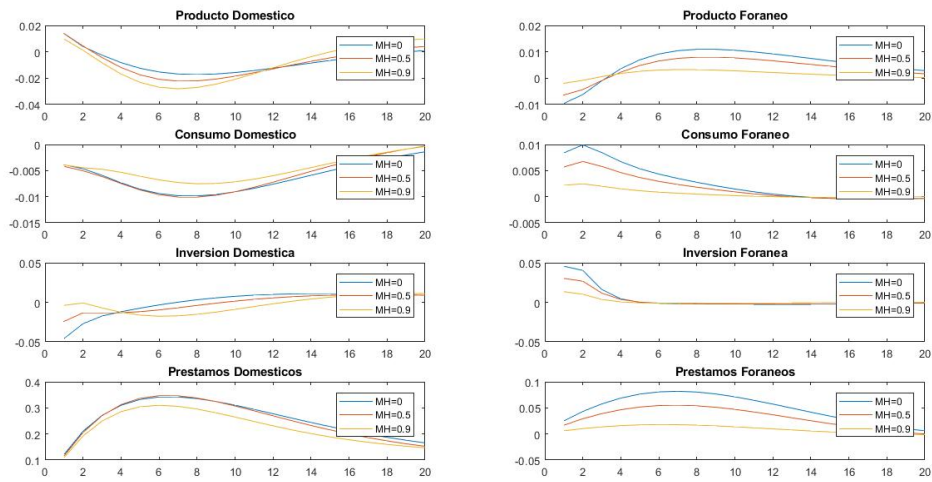 Producto Domestico
0.02
0
-0.02
-0.04
0 2 4 6 8 10 12 14 16 18 20
MH=0
MH=0.5
MH=0.9
Producto Foraneo
0.02
0.01
0
-0.01
0 2 4 6 8 10 12 14 16 18 20
MH=0
MH=0.5
MH=0.9
Consumo Domestico
0
-0.005
-0.01
-0.015
0 2 4 6 8 10 12 14 16 18 20
MH=0
MH=0.5
MH=0.9
Consumo Foraneo
0.01
0.005
0
-0.005
0 2 4 6 8 10 12 14 16 18 20
MH=0
MH=0.5
MH=0.9
Inversion Domestica
0.05
0
-0.05
0 2 4 6 8 10 12 14 16 18 20
MH=0
MH=0.5
MH=0.9
Inversion Foranea
0.05
0
-0.05
0 2 4 6 8 10 12 14 16 18 20
MH=0
MH=0.5
MH=0.9
Prestamos Domesticos
0.4
0.3
0.2
0.1
0 2 4 6 8 10 12 14 16 18 20
MH=0
MH=0.5
MH=0.9
Prestamos Foraneos
0.1
0.05
0
-0.05
0 2 4 6 8 10 12 14 16 18 20
MH=0
MH=0.5
MH=0.9